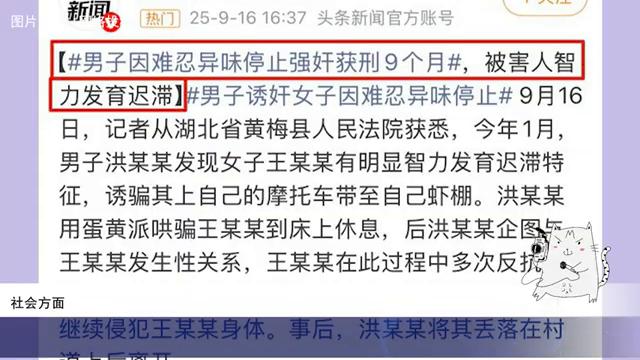 图片
新闻
热门 25-9-16 16:37 头条新闻官方账号
【#男子因难忍异味停止强奸获刑9个月#,被害人智
力发育迟滞】#男子诱奸女子因难忍异味停止# 9月16
日,记者从湖北省黄梅县人民法院获悉,今年1月,
男子洪某某发现女子王某某有明显智力发育迟滞特
征,诱骗其上自己的摩托车带至自己虾棚。洪某某
用蛋黄派哄骗王某某到床上休息,后洪某某企图与
王某某发生性关系,王某某在此过程中多次反抗
社会方面
继续侵犯王某某身体。事后,洪某某将其丢落在村
道上后离开